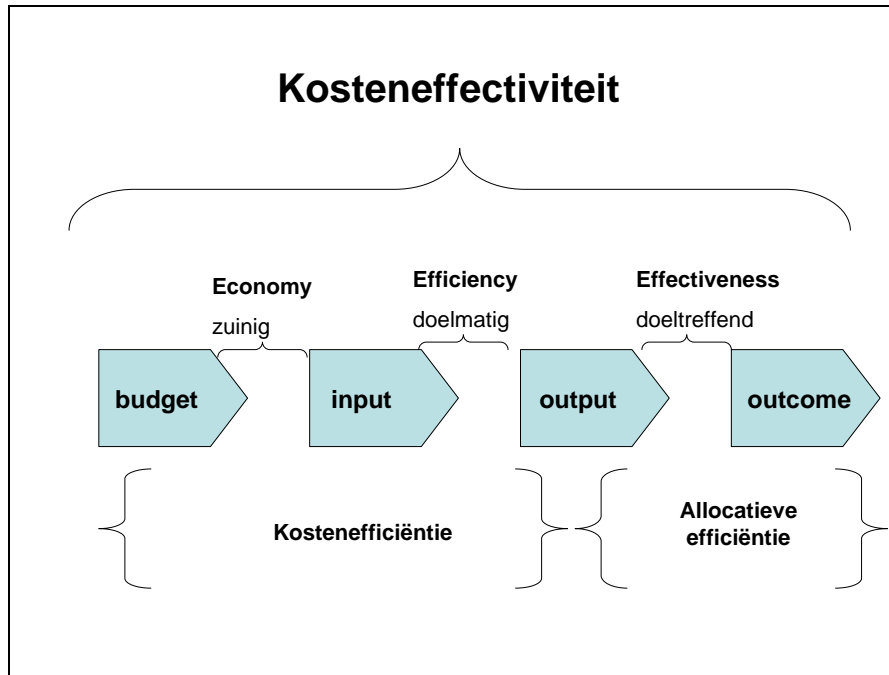 Kosteneffectiviteit
Economy
zuinig
Efficiency
doelmatig
Effectiveness
doeltreffend
budget
input
output
outcome
Kostenefficiëntie
Allocatieve
efficiëntie